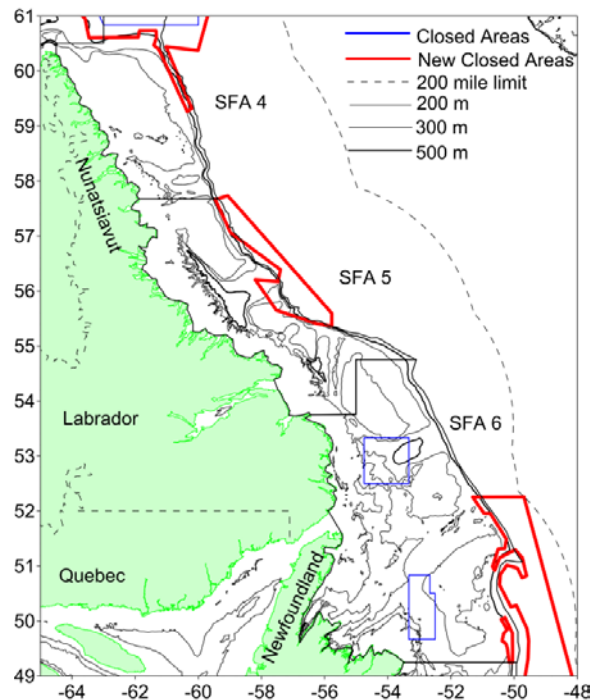 61
60
59
58
57
56
55
54
53
52
51
50
49
Closed Areas
New Closed Areas
200 mile limit
200 m
300 m
500 m
SFA 4
Nunatsiavut
SFA 5
Labrador
SFA 6
Quebec
Newfoundland
-64 -62 -60 -58 -56 -54 -52 -50 -48